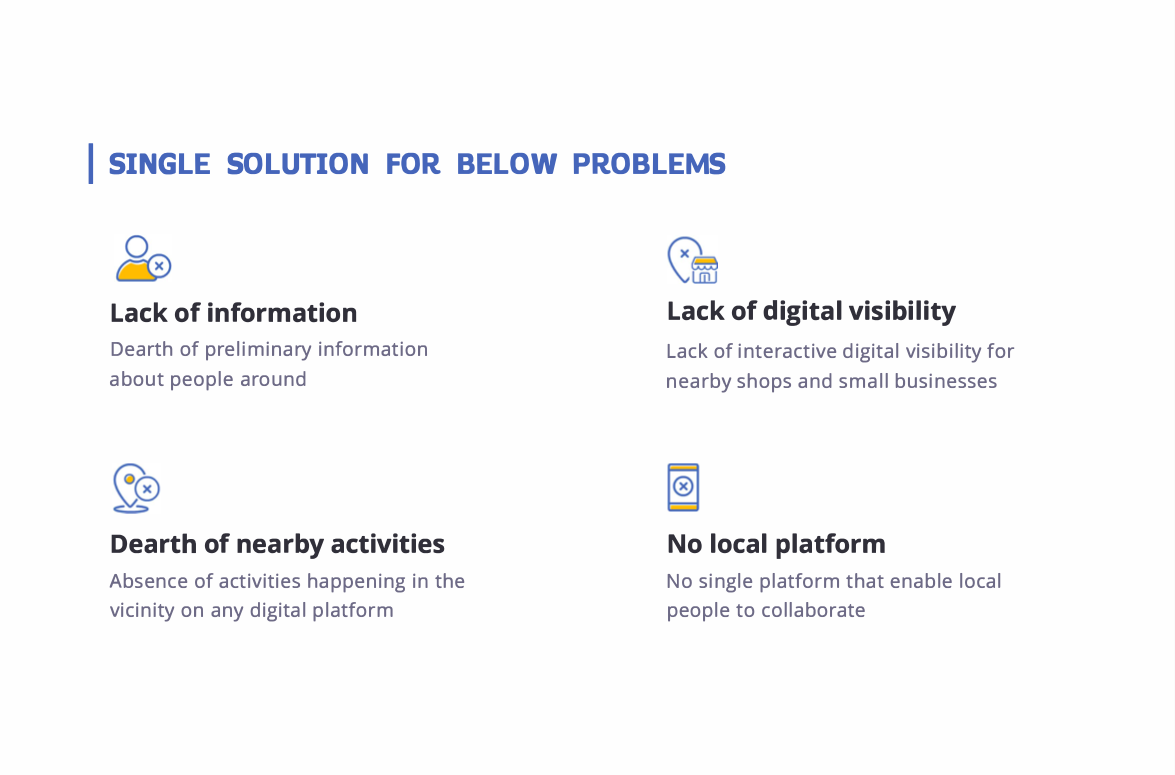 SINGLE SOLUTION FOR BELOW PROBLEMS
Lack of information
Dearth of preliminary information
about people around
Lack of digital visibility
Lack of interactive digital visibility for
nearby shops and small businesses
Dearth of nearby activities
Absence of activities happening in the
vicinity on any digital platform
No local platform
No single platform that enable local
people to collaborate